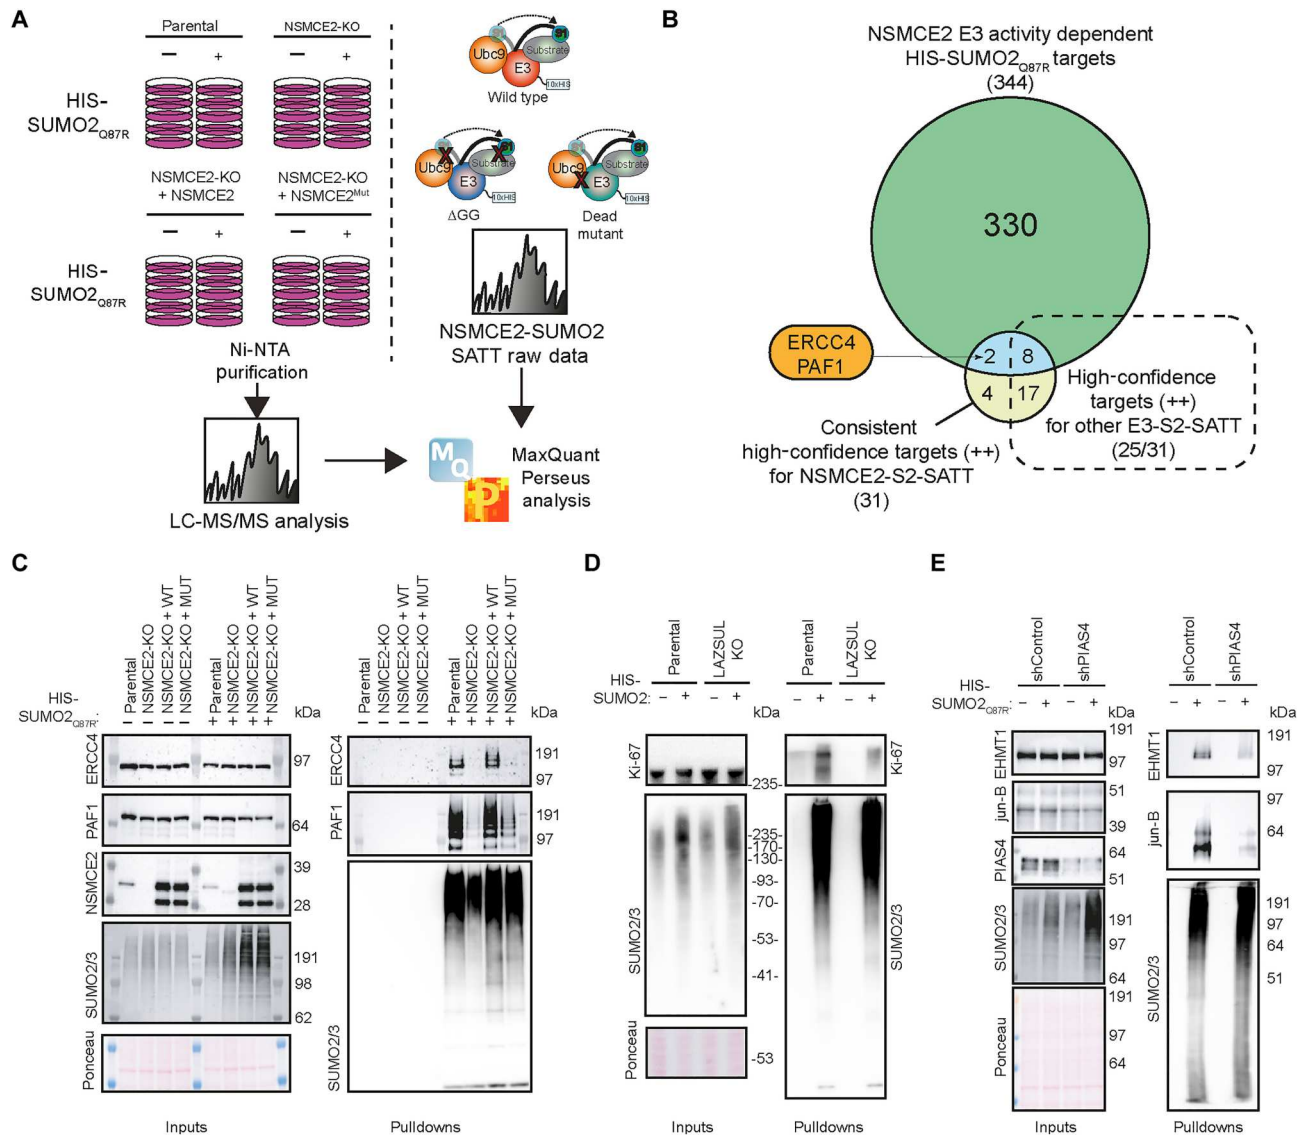 A
Parental
NSMCE2-KO
– + – +
HIS-
SUMO2Q87R
NSMCE2-KO
+ NSMCE2
NSMCE2-KO
+ NSMCE2Mut
– + – +
HIS-
SUMO2Q87R
Ni-NTA
purification
LC-MS/MS analysis
S1
S1
Ubc9
Substrate
E3
10xHIS
Wild type
S1
S1
Ubc9
X
X
Substrate
E3
10xHIS
ΔGG
S1
S1
Ubc9
X
Substrate
E3
10xHIS
Dead
mutant
NSMCE2-SUMO2
SATT raw data
MQ
P
MaxQuant
Perseus
analysis
B
NSMCE2 E3 activity dependent
HIS-SUMO2Q87R targets
(344)
330
ERCC4
PAF1
2
8
4
17
High-confidence
targets (++)
for other E3-S2-SATT
(25/31)
Consistent
high-confidence targets (++)
for NSMCE2-S2-SATT
(31)
C
Parental
NSMCE2-KO
NSMCE2-KO + WT
NSMCE2-KO + MUT
Parental
NSMCE2-KO
NSMCE2-KO + WT
NSMCE2-KO + MUT
HIS-
SUMO2Q87R:
– – – – + + + +
kDa
ERCC4
97
PAF1
64
NSMCE2
39
28
SUMO2/3
191
98
62
Ponceau
Inputs
Parental
NSMCE2-KO
NSMCE2-KO + WT
NSMCE2-KO + MUT
Parental
NSMCE2-KO
NSMCE2-KO + WT
NSMCE2-KO + MUT
– – – – + + + +
kDa
ERCC4
191
97
PAF1
191
97
SUMO2/3
Pulldowns
D
Parental
LAZSUL
KO
Parental
LAZSUL
KO
HIS-
SUMO2:
– + – +
– + – +
kDa
Ki-67
Ki-67
-235-
SUMO2/3
SUMO2/3
-235-
-170-
-130-
-93-
-70-
-53-
-41-
Ponceau
-53
Inputs
Pulldowns
E
shControl
shPIAS4
shControl
shPIAS4
HIS-
SUMO2Q87R:
– + – +
– + – +
kDa
kDa
EHMT1
191
97
jun-B
51
39
PIAS4
64
51
SUMO2/3
191
97
64
Ponceau
191
97
64
Inputs
EHMT1
191
97
jun-B
97
64
SUMO2/3
191
97
64
51
Pulldowns